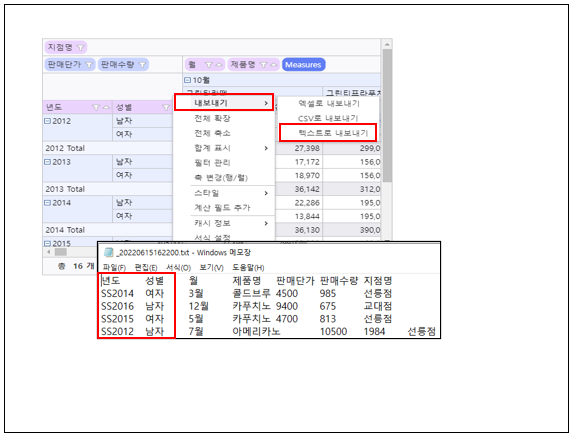 지점명
판매단가 판매수량 월 제품명 Measures
10월
그린티프라푸치
년도 성별
2012 남자
여자
2012 Total 27,398 299,0
2013 남자 17,172 156,0
여자 18,970 156,0
2013 Total 36,142 312,0
2014 남자 22,286 195,0
여자 13,844 195,0
2014 Total 36,130 390,0
2015
총 16 개
내보내기
전체 확장
전체 축소
합계 표시
필터 관리
축 변경(행/렬)
스타일
계산 필드 추가
캐시 정보
서식 설정
엑셀로 내보내기
CSV로 내보내기
텍스트로 내보내기
_20220615162200.txt - Windows 메모장
파일(F) 편집(E) 서식(O) 보기(V) 도움말(H)
년도 성별 월 제품명 판매단가 판매수량 지점명
SS2014 여자 3월 콜드브루 4500 985 선릉점
SS2016 남자 12월 카푸치노 9400 675 교대점
SS2015 여자 5월 카푸치노 4700 813 선릉점
SS2012 남자 7월 아메리카노 10500 1984 선릉점